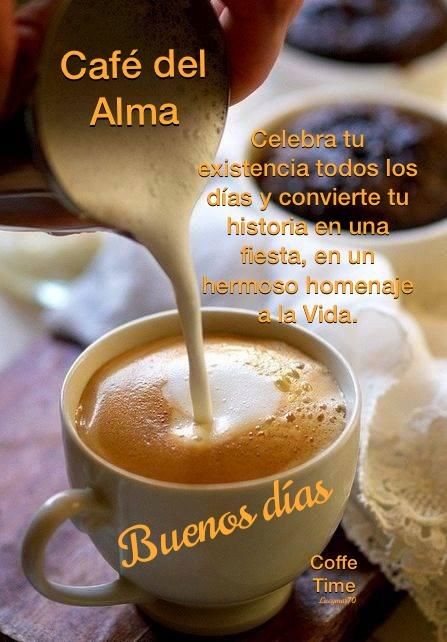 Café del
Alma
Celebra tu
existencia todos los
días y convierte tu
historia en una
fiesta, en un
hermoso homenaje
a la Vida.
Buenos días
Coffe
Time